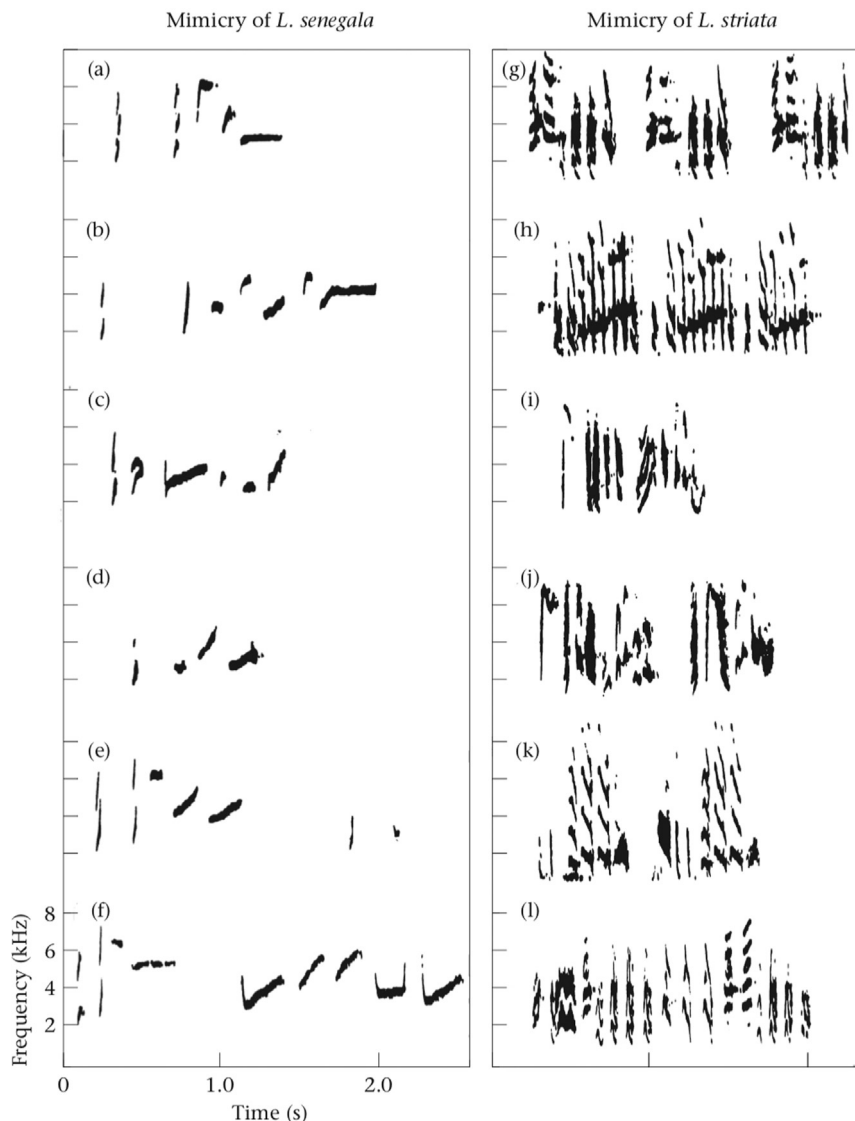 Mimicry of L. senegala
Mimicry of L. striata
(a)
(g)
(b)
(h)
(c)
(i)
(d)
(j)
(e)
(k)
(f)
(l)
8
6
4
2
Frequency (kHz)
0 1.0 2.0
Time (s)